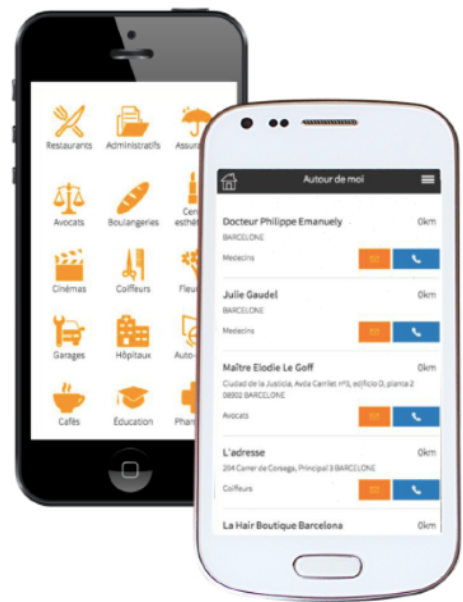 Restaurants
Administratifs
Avocats
Boulangeries
Cinémas
Coiffeurs
Garages
Hôpitaux
Cafés
Éducation
Autour de moi
Docteur Philippe Emanuely
0km
BARCELONE
Medecins
Julie Gaudel
0km
BARCELONE
Medecins
Maître Elodie Le Goff
0km
Ciudad de la Justicia, Avda Carrilet nº3, edificio D, planta 2
08902 BARCELONE
Avocats
L'adresse
0km
204 Carrer de Corsega, Principal 3 BARCELONE
Coiffeurs
La Hair Boutique Barcelona
0km